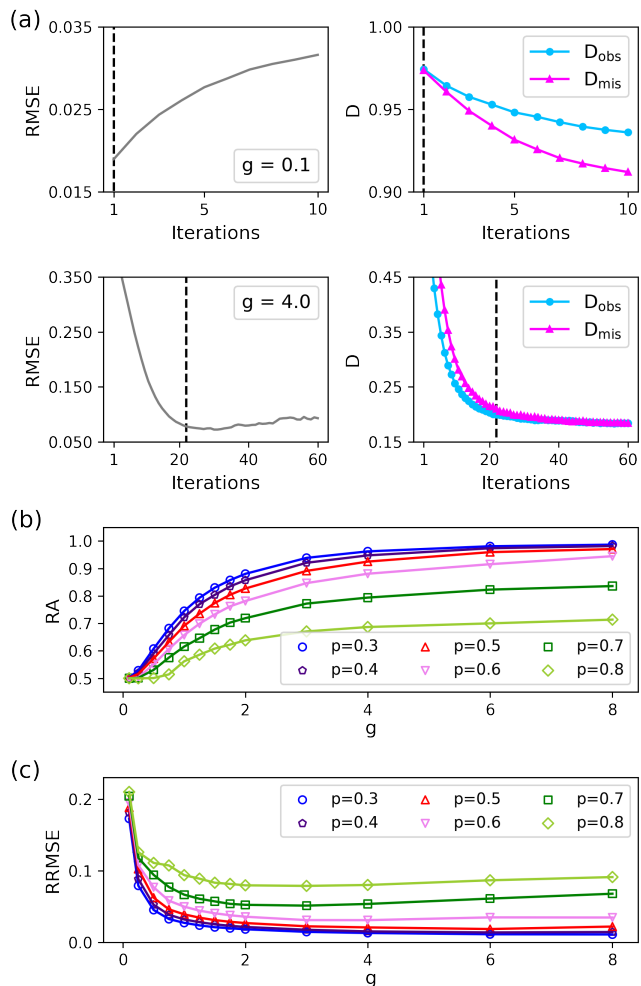 (a)
0.035
0.025
0.015
RMSE
g = 0.1
1 5 10
Iterations
1.00
0.95
0.90
D
D_obs
D_mis
1 5 10
Iterations
0.350
0.250
0.150
0.050
RMSE
g = 4.0
1 20 40 60
Iterations
0.45
0.35
0.25
0.15
D
D_obs
D_mis
1 20 40 60
Iterations
(b)
1.0
0.9
0.8
0.7
0.6
0.5
RA
p=0.3 p=0.5 p=0.7
p=0.4 p=0.6 p=0.8
0 2 4 6 8
g
(c)
0.2
0.1
0.0
RRMSE
p=0.3 p=0.5 p=0.7
p=0.4 p=0.6 p=0.8
0 2 4 6 8
g